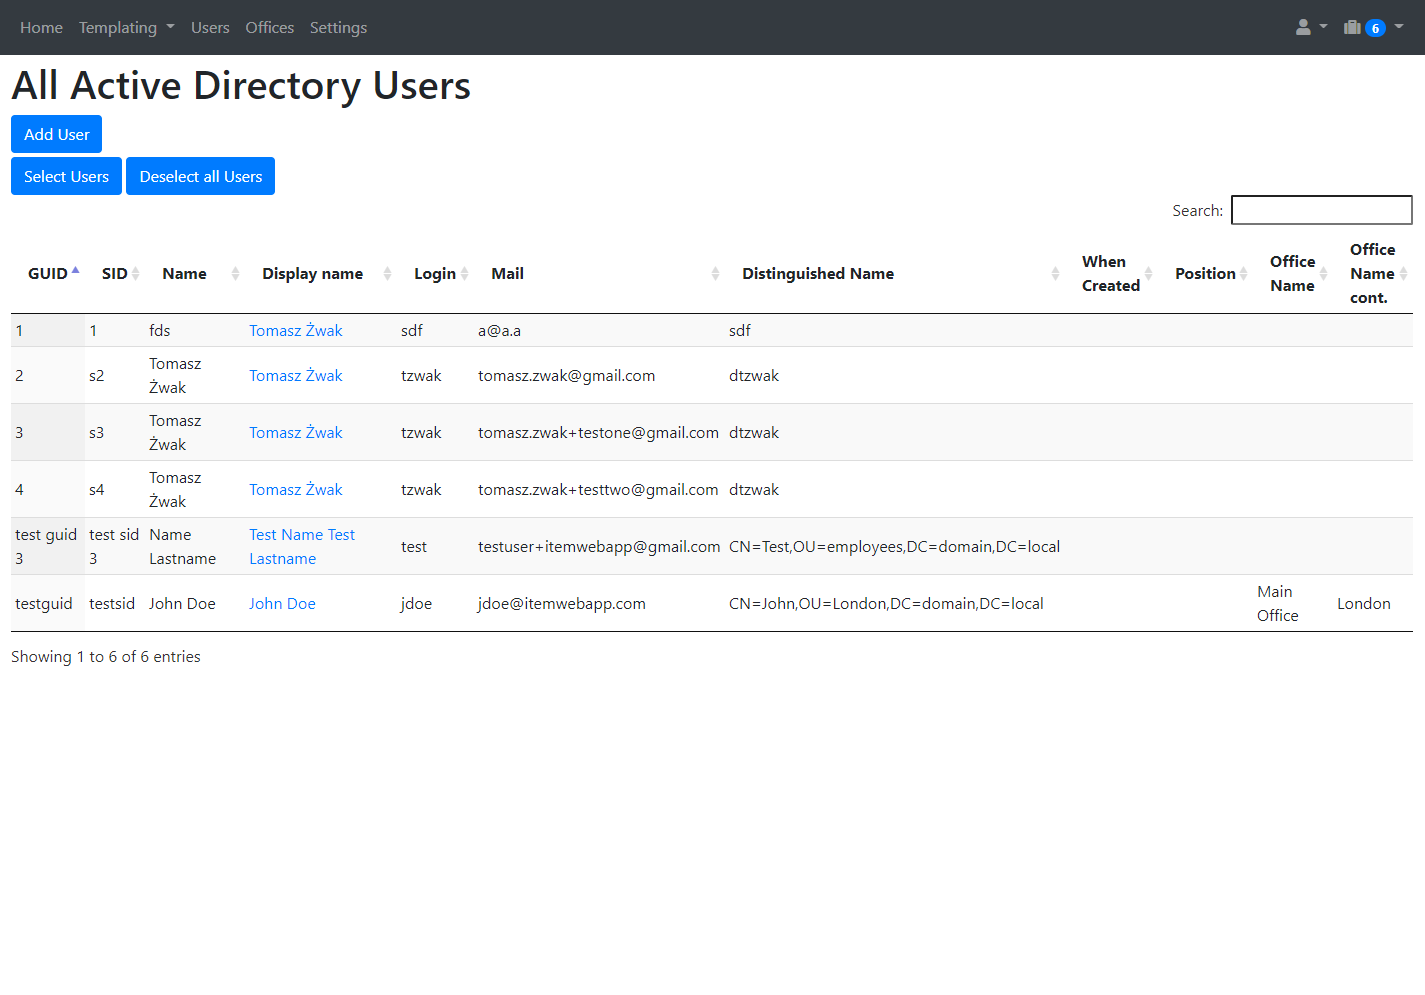 Home Templating Users Offices Settings 6
All Active Directory Users
Add User
Select Users Deselect all Users
Search:
GUID SID Name Display name Login Mail Distinguished Name When Created Position Office Name Office Name cont.
1 1 fds Tomasz Żwak sdf a@a.a sdf
2 s2 Tomasz Żwak Tomasz Żwak tzwak tomasz.zwak@gmail.com dtzwak
3 s3 Tomasz Żwak Tomasz Żwak tzwak tomasz.zwak+testone@gmail.com dtzwak
4 s4 Tomasz Żwak Tomasz Żwak tzwak tomasz.zwak+testtwo@gmail.com dtzwak
test guid 3 test sid 3 Name Lastname Test Name Test Lastname test testuser+itemwebapp@gmail.com CN=Test,OU=employees,DC=domain,DC=local
testguid testsid John Doe John Doe jdoe jdoe@itemwebapp.com CN=John,OU=London,DC=domain,DC=local Main Office London
Showing 1 to 6 of 6 entries